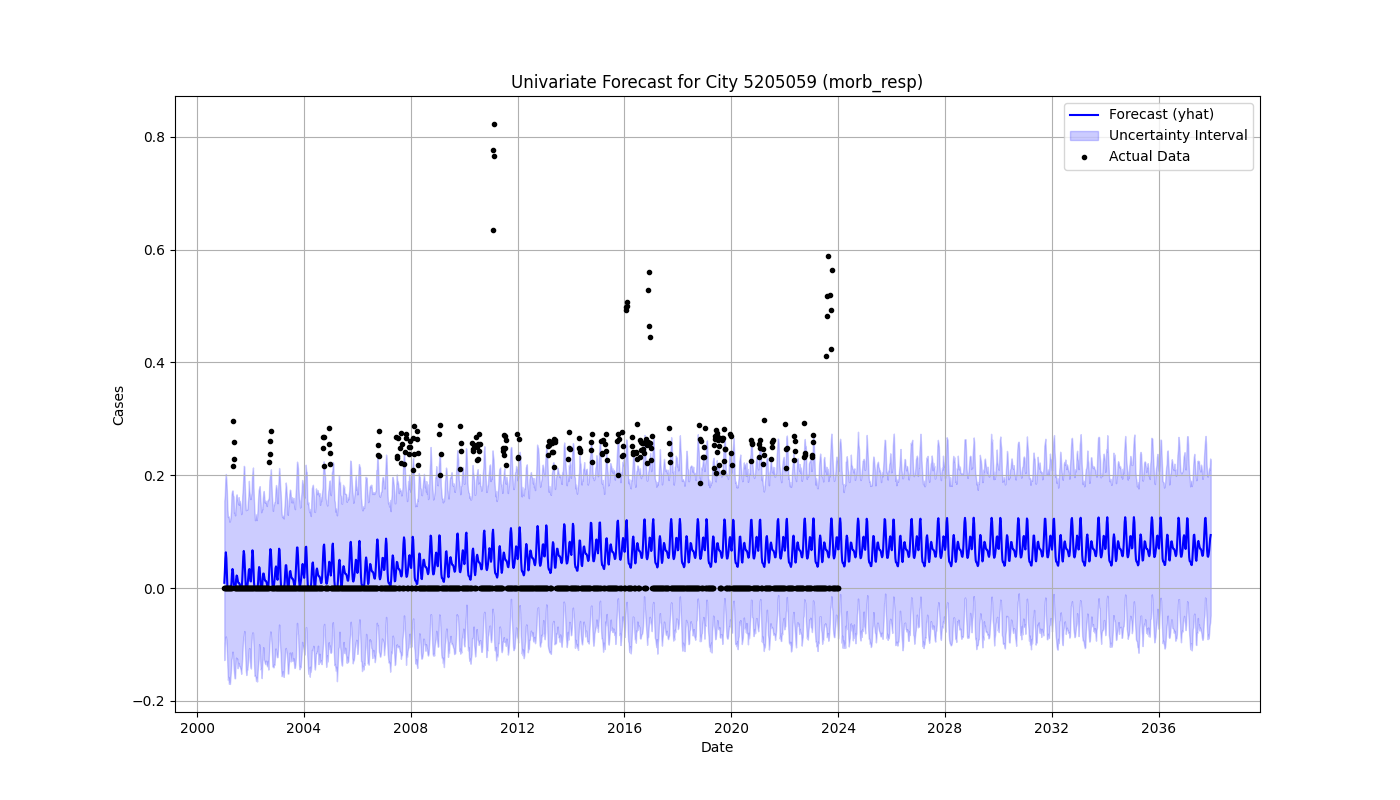 Univariate Forecast for City 5205059 (morb_resp)
Forecast (yhat)
Uncertainty Interval
Actual Data
Cases
0.8
0.6
0.4
0.2
0.0
−0.2
2000 2004 2008 2012 2016 2020 2024 2028 2032 2036
Date